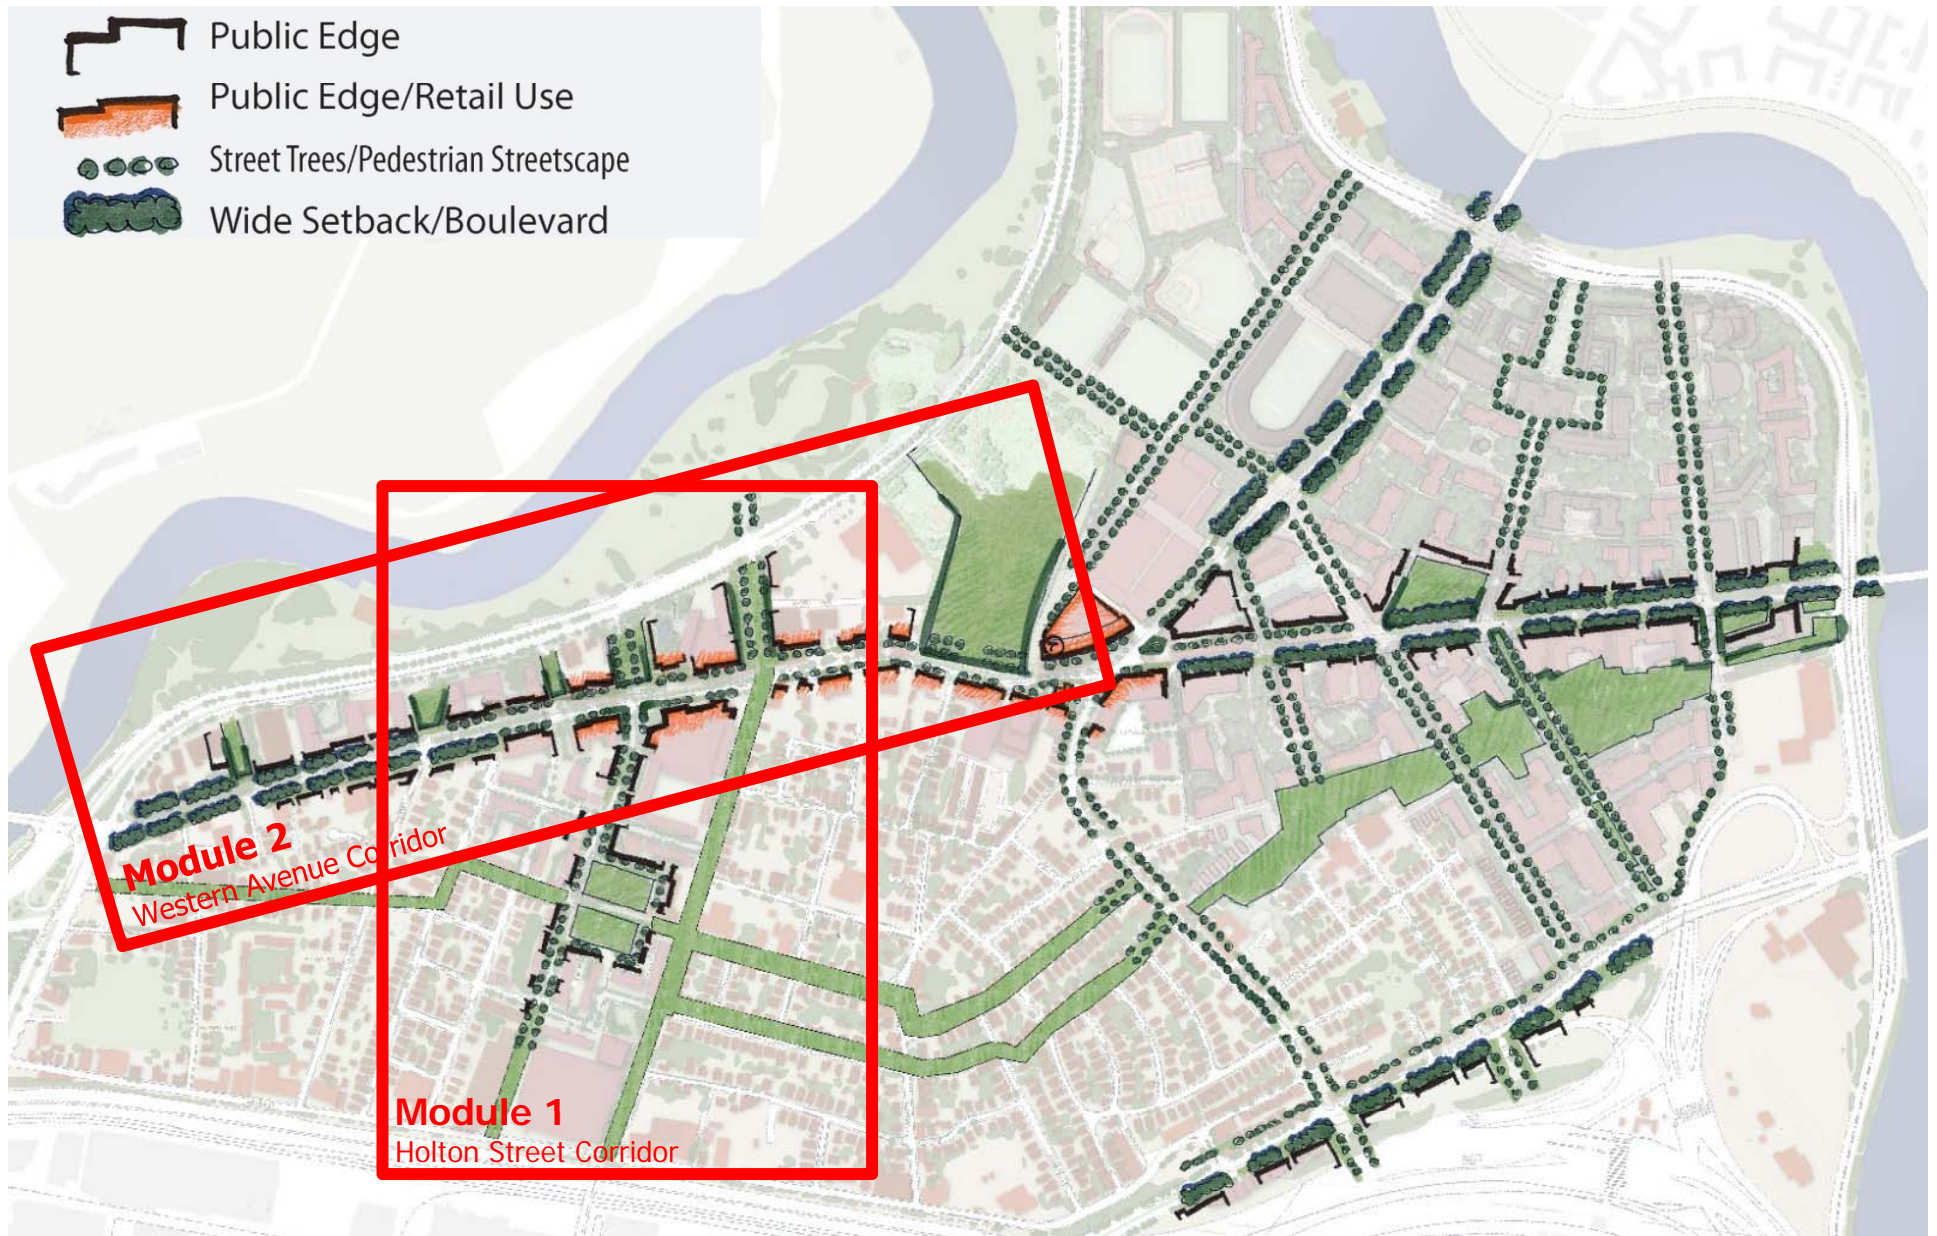 Public Edge
Public Edge/Retail Use
Street Trees/Pedestrian Streetscape
Wide Setback/Boulevard
Module 2
Western Avenue Corridor
Module 1
Holton Street Corridor